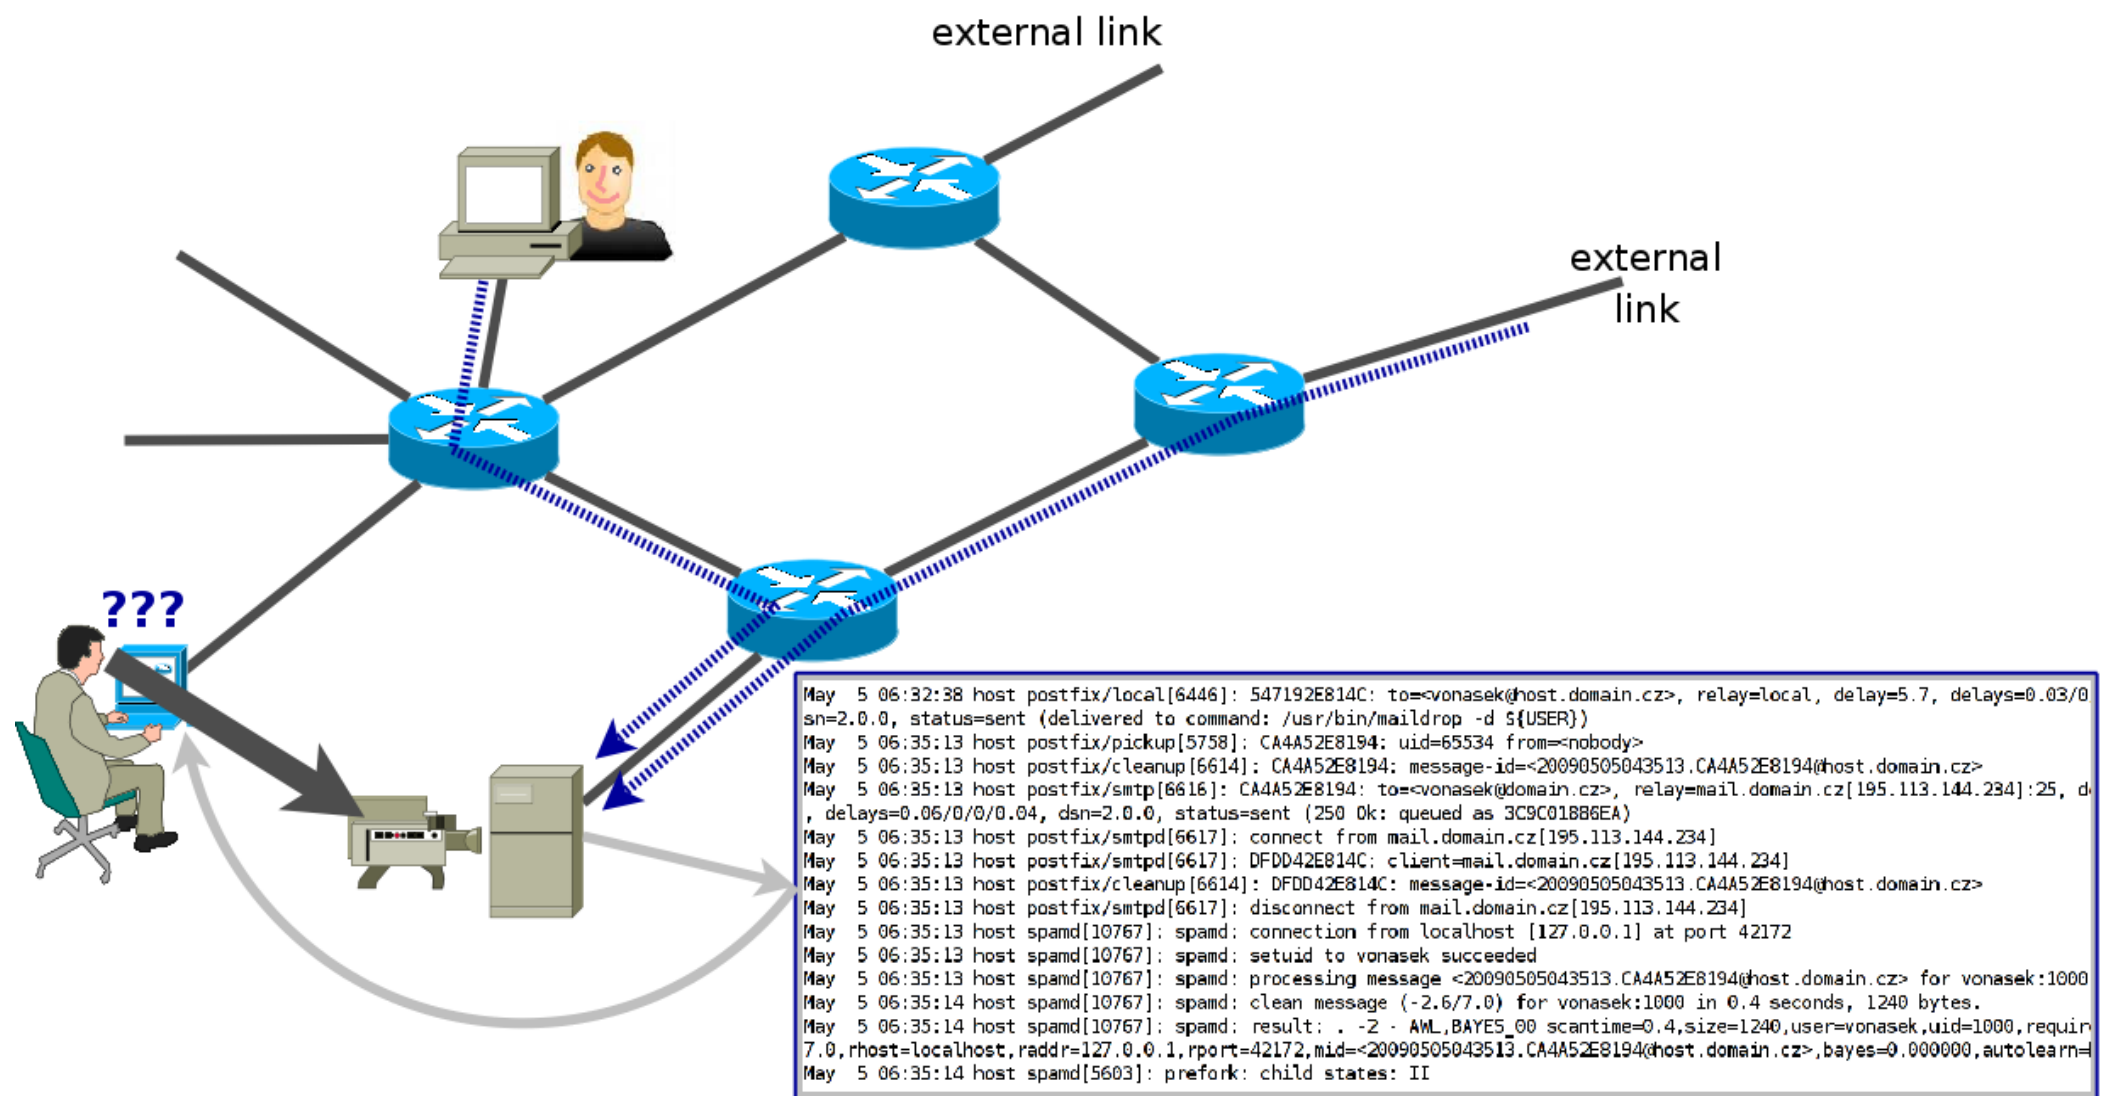 external link
external
link
???
May  5 06:32:38 host postfix/local[6446]: 547192E814C: to=<vonasek@host.domain.cz>, relay=local, delay=5.7, delays=0.03/0
sn=2.0.0, status=sent (delivered to command: /usr/bin/maildrop -d ${USER})
May  5 06:35:13 host postfix/pickup[5758]: CA4A52E8194: uid=65534 from=<nobody>
May  5 06:35:13 host postfix/cleanup[6614]: CA4A52E8194: message-id=<20090505043513.CA4A52E8194@host.domain.cz>
May  5 06:35:13 host postfix/smtp[6616]: CA4A52E8194: to=<vonasek@domain.cz>, relay=mail.domain.cz[195.113.144.234]:25, d
, delays=0.06/0/0/0.04, dsn=2.0.0, status=sent (250 Ok: queued as 3C9C01BB6EA)
May  5 06:35:13 host postfix/smtpd[6617]: connect from mail.domain.cz[195.113.144.234]
May  5 06:35:13 host postfix/smtpd[6617]: DFDD42E814C: client=mail.domain.cz[195.113.144.234]
May  5 06:35:13 host postfix/cleanup[6614]: DFDD42E814C: message-id=<20090505043513.CA4A52E8194@host.domain.cz>
May  5 06:35:13 host postfix/smtpd[6617]: disconnect from mail.domain.cz[195.113.144.234]
May  5 06:35:13 host spamd[10767]: spamd: connection from localhost [127.0.0.1] at port 42172
May  5 06:35:13 host spamd[10767]: spamd: setuid to vonasek succeeded
May  5 06:35:13 host spamd[10767]: spamd: processing message <20090505043513.CA4A52E8194@host.domain.cz> for vonasek:1000
May  5 06:35:14 host spamd[10767]: spamd: clean message (-2.6/7.0) for vonasek:1000 in 0.4 seconds, 1240 bytes.
May  5 06:35:14 host spamd[10767]: spamd: result: . -2 - AWL,BAYES_00 scantime=0.4,size=1240,user=vonasek,uid=1000,requir
7.0,rhost=localhost,raddr=127.0.0.1,rport=42172,mid=<20090505043513.CA4A52E8194@host.domain.cz>,bayes=0.000000,autolearn=
May  5 06:35:14 host spamd[5603]: prefork: child states: II